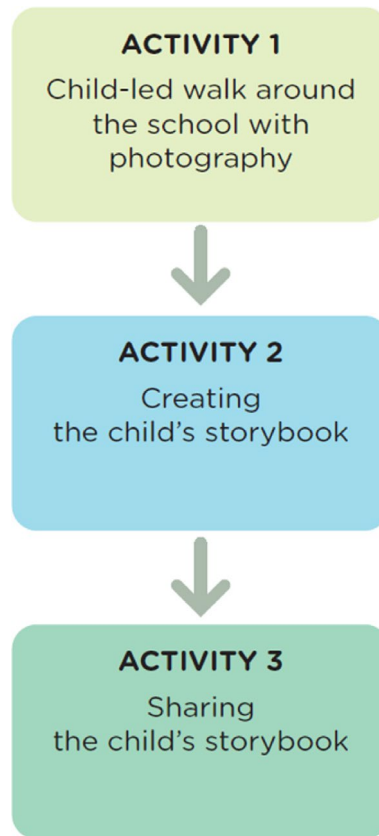 ACTIVITY 1
Child-led walk around
the school with
photography
ACTIVITY 2
Creating
the child’s storybook
ACTIVITY 3
Sharing
the child’s storybook